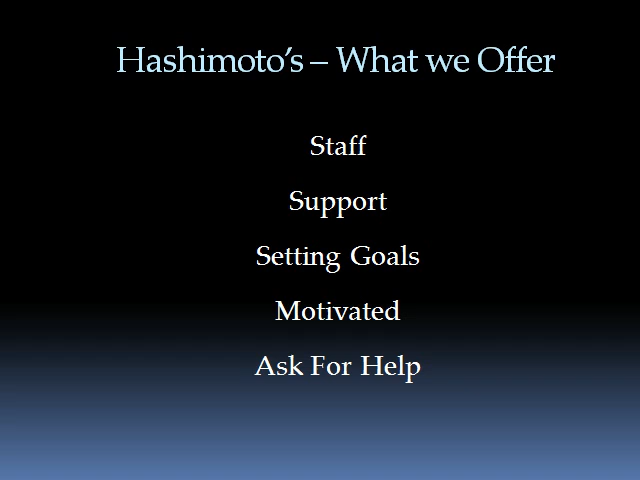 Hashimoto’s – What we Offer
Staff
Support
Setting Goals
Motivated
Ask For Help